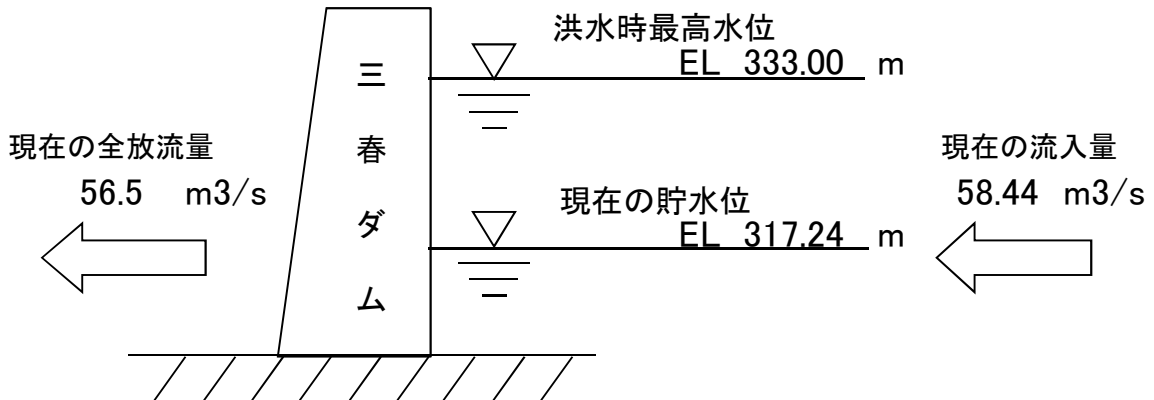 洪水時最高水位
EL 333.00 m
三春ダム
現在の全放流量
56.5 m3/s
現在の貯水位
EL 317.24 m
現在の流入量
58.44 m3/s